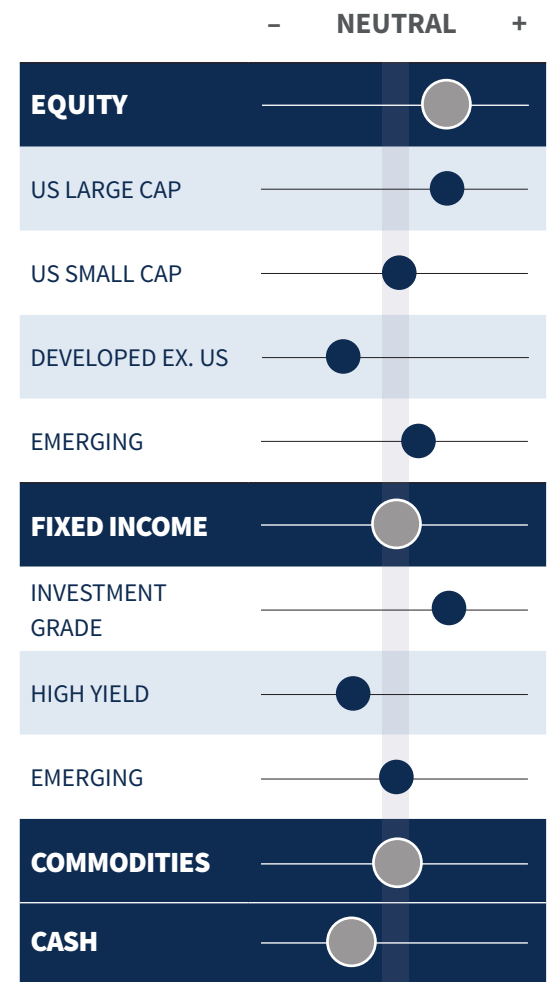 – NEUTRAL +
EQUITY
US LARGE CAP
US SMALL CAP
DEVELOPED EX. US
EMERGING
FIXED INCOME
INVESTMENT
GRADE
HIGH YIELD
EMERGING
COMMODITIES
CASH